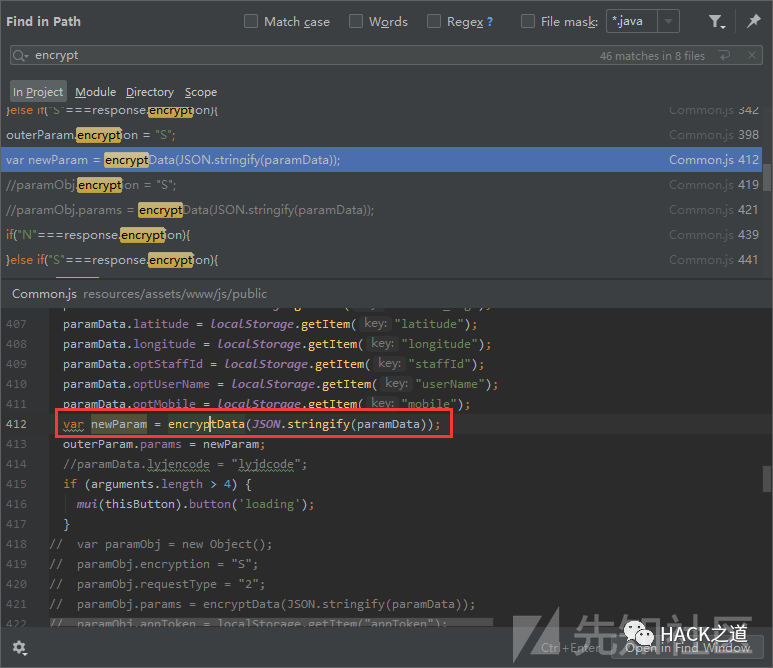 Find in Path Match case Words Regex ? File mask: *.java
encrypt 46 matches in 8 files
In Project Module Directory Scope
}else if("S"===response.encryption){ Common.js 342
outerParam.encryption = "S"; Common.js 398
var newParam = encryptData(JSON.stringify(paramData)); Common.js 412
//paramObj.encryption = "S"; Common.js 419
//paramObj.params = encryptData(JSON.stringify(paramData)); Common.js 421
if("N"===response.encryption){ Common.js 439
}else if("S"===response.encryption){ Common.js 441
Common.js resources/assets/www/js/public
407 paramData.latitude = localStorage.getItem( key: "latitude");
408 paramData.longitude = localStorage.getItem( key: "longitude");
409 paramData.optStaffId = localStorage.getItem( key: "staffId");
410 paramData.optUserName = localStorage.getItem( key: "userName");
411 paramData.optMobile = localStorage.getItem( key: "mobile");
412 var newParam = encryptData(JSON.stringify(paramData));
413 outerParam.params = newParam;
414 //paramData.lyjencode = "lyjdcode";
415 if (arguments.length > 4) {
416 mui(thisButton).button('loading');
417 }
418 // var paramObj = new Object();
419 // paramObj.encryption = "S";
420 // paramObj.requestType = "2";
421 // paramObj.params = encryptData(JSON.stringify(paramData));
422 // paramObj.appToken = localStorage.getItem("appToken");
先知社区
HACK之道
Ctrl+Enter Open in Find Window